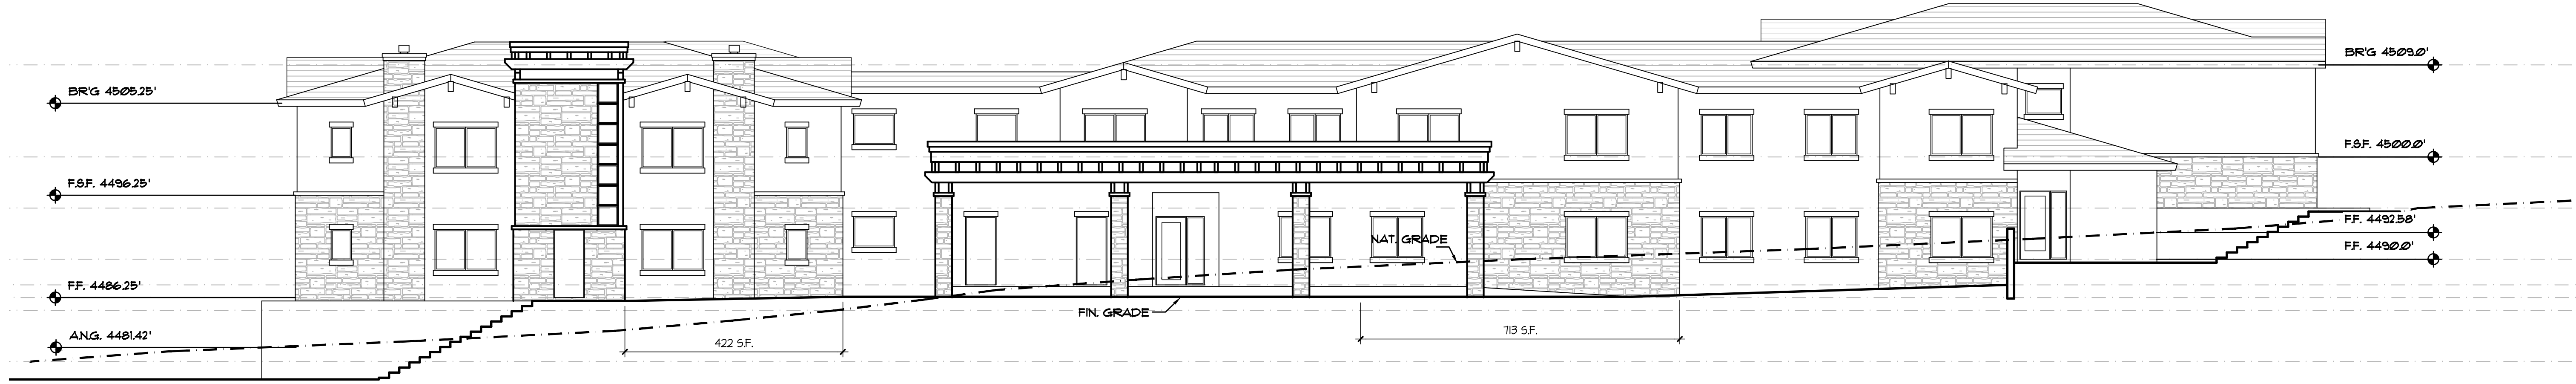 BR'G 4505.25'
F.S.F. 4496.25'
F.F. 4486.25'
A.N.G. 4481.42'
422 S.F.
FIN. GRADE
NAT. GRADE
713 S.F.
BR'G 4509.0'
F.S.F. 4500.0'
F.F. 4492.58'
F.F. 4490.0'